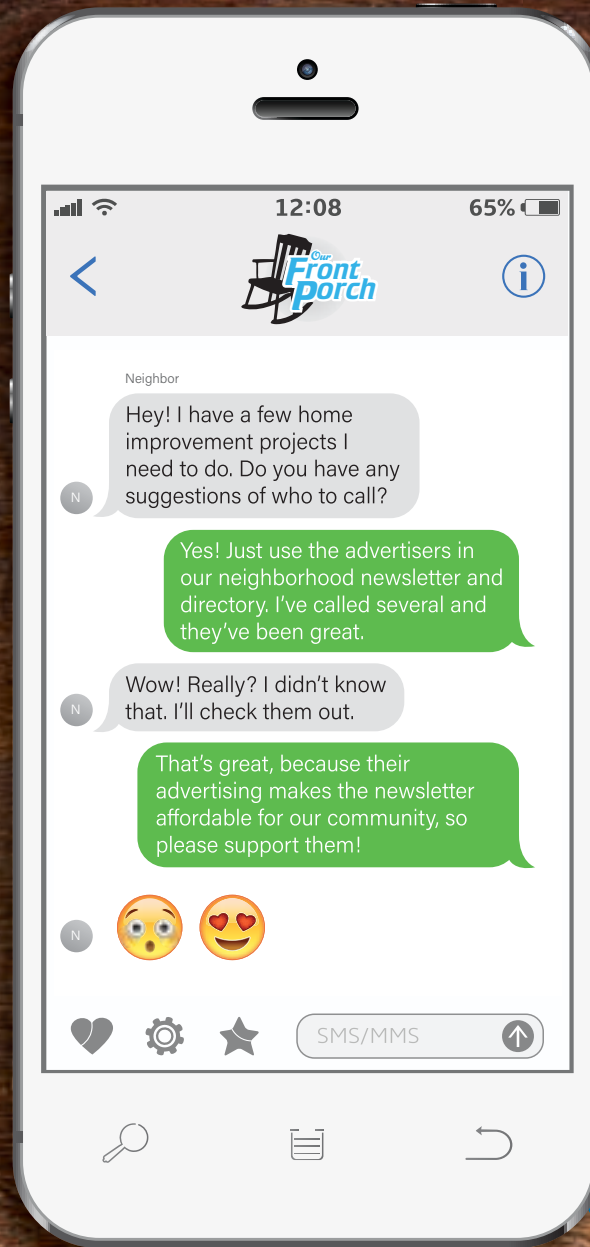 12:08
65%
Our
Front
Porch
i
Neighbor
Hey! I have a few home
improvement projects I
need to do. Do you have any
suggestions of who to call?
N
Yes! Just use the advertisers in
our neighborhood newsletter and
directory. I’ve called several and
they’ve been great.
Wow! Really? I didn’t know
that. I’ll check them out.
N
That’s great, because their
advertising makes the newsletter
affordable for our community, so
please support them!
N
SMS/MMS